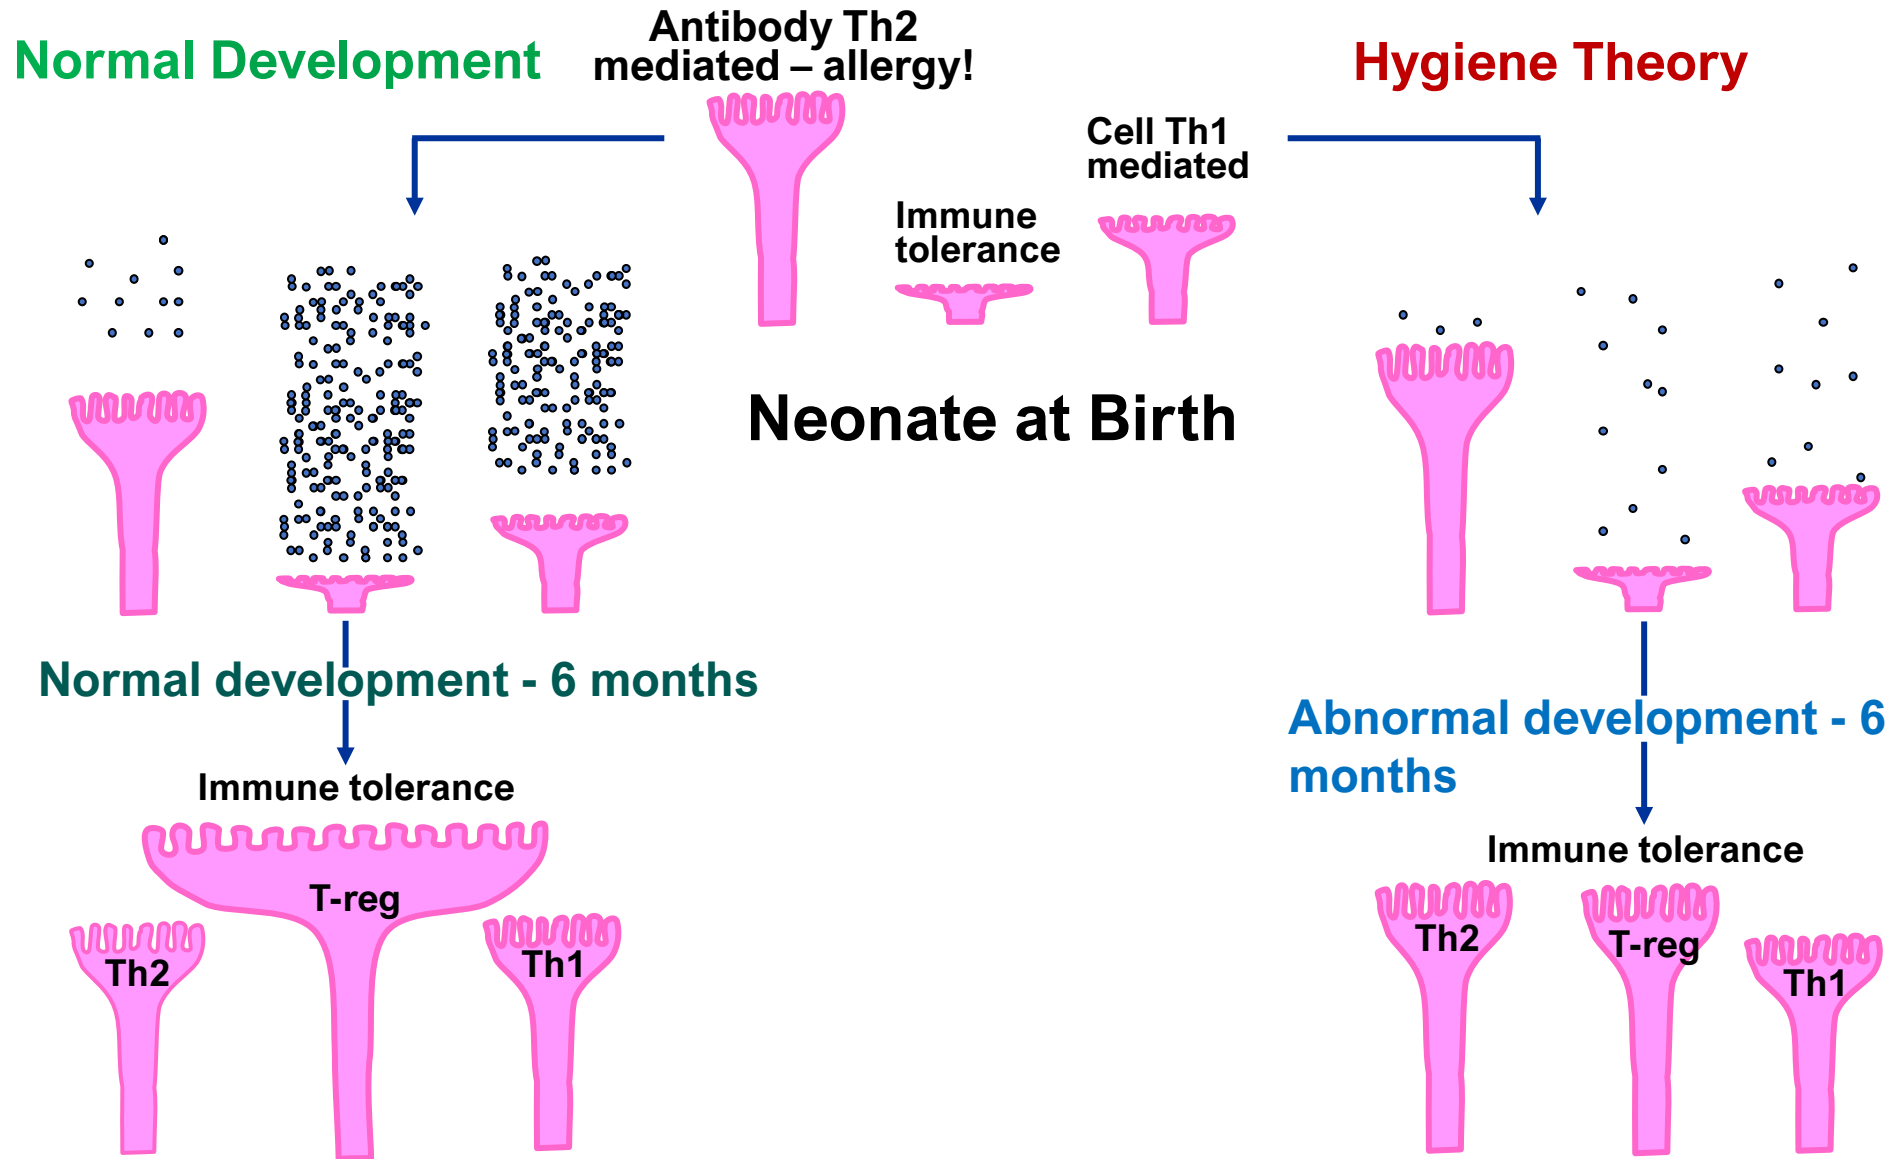 Normal Development
Antibody Th2
mediated – allergy!
Hygiene Theory
Cell Th1
mediated
Immune
tolerance
Neonate at Birth
Normal development - 6 months
Abnormal development - 6
months
Immune tolerance
T-reg
Th2
Th1
Immune tolerance
Th2
T-reg
Th1